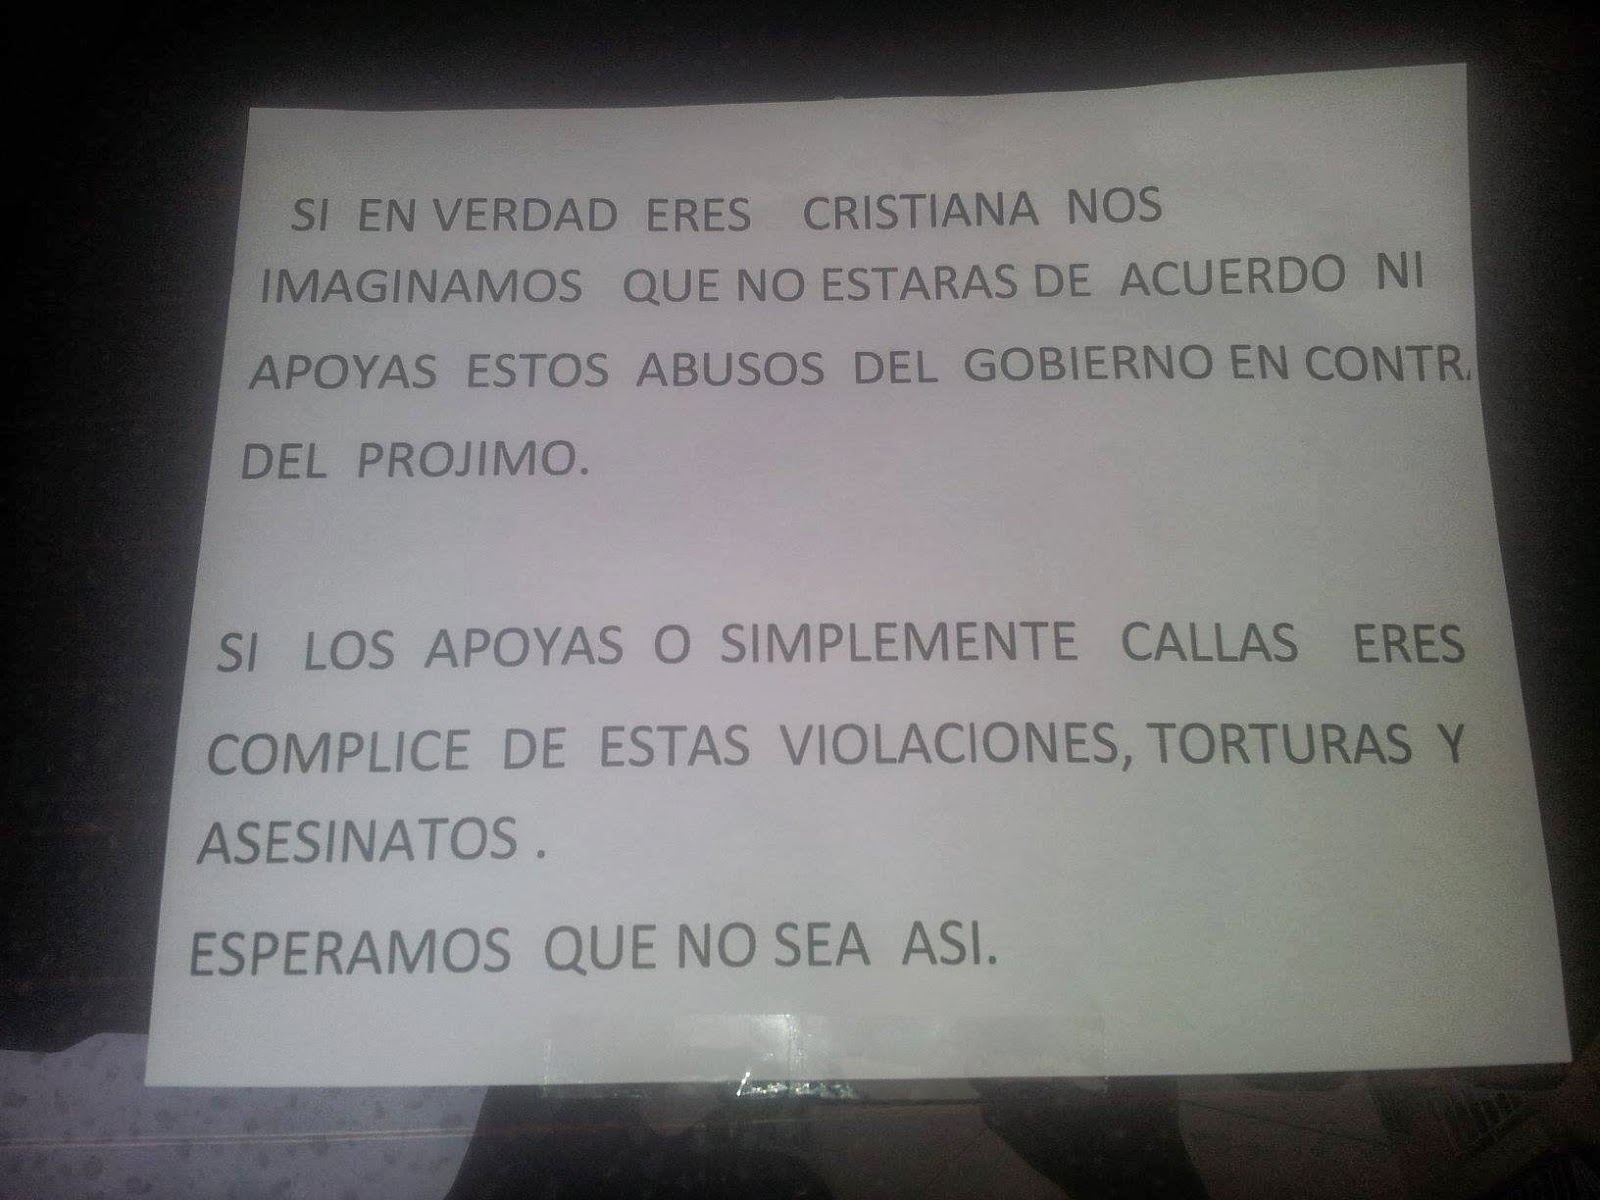 SI EN VERDAD ERES CRISTIANA NOS
IMAGINAMOS QUE NO ESTARAS DE ACUERDO NI
APOYAS ESTOS ABUSOS DEL GOBIERNO EN CONTR
DEL PROJIMO.
SI LOS APOYAS O SIMPLEMENTE CALLAS ERES
COMPLICE DE ESTAS VIOLACIONES, TORTURAS Y
ASESINATOS .
ESPERAMOS QUE NO SEA ASI.